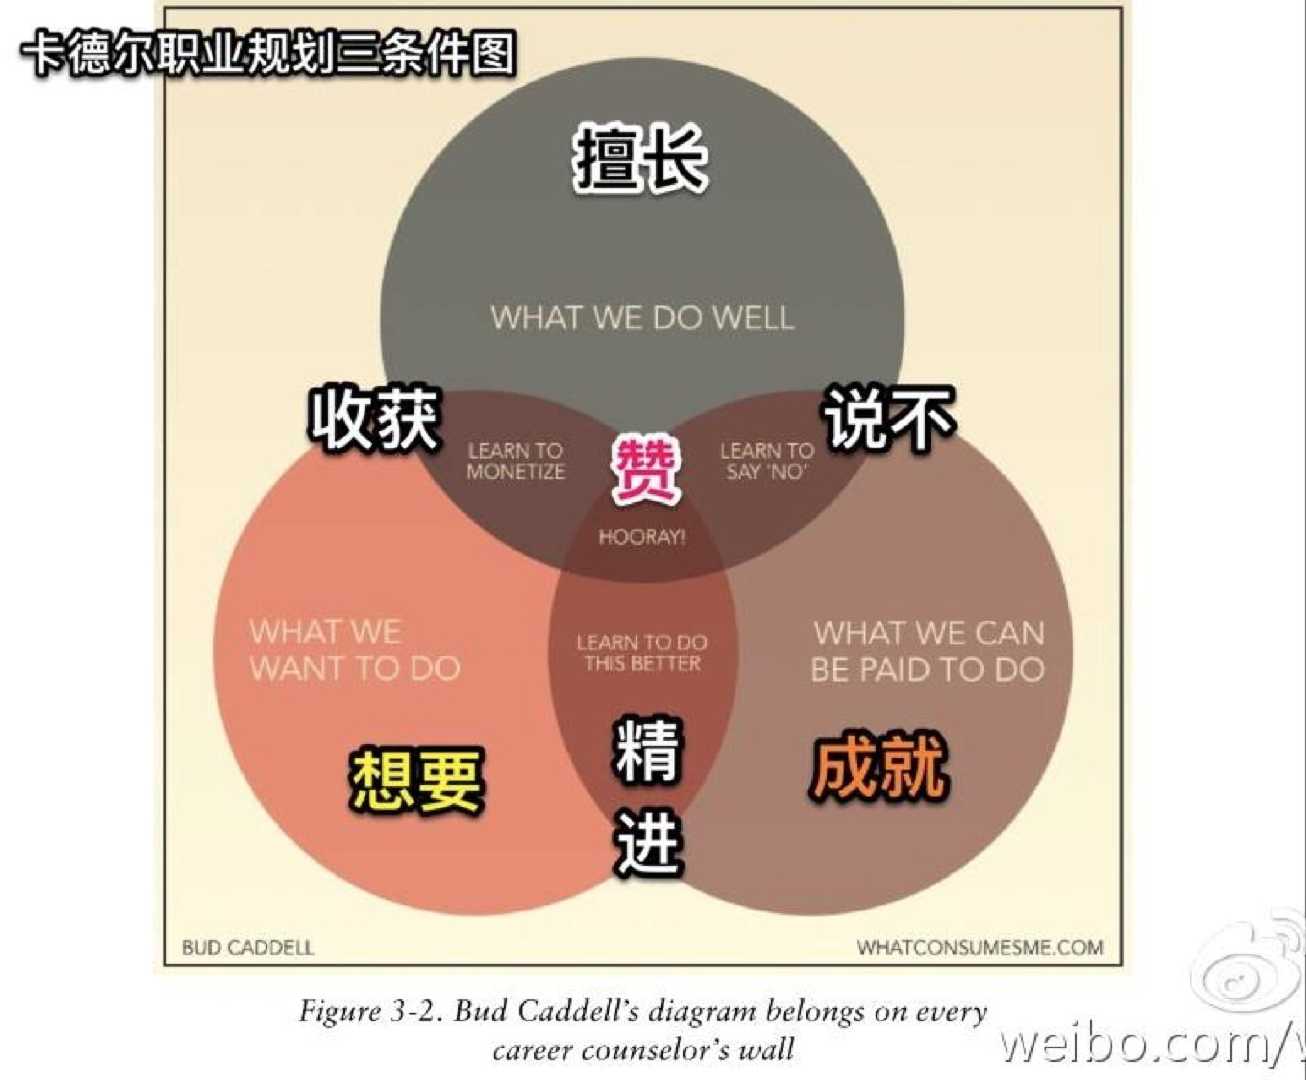 卡德尔职业规划三条件图
擅长
WHAT WE DO WELL
收获
说不
LEARN TO
MONETIZE
赞
LEARN TO
SAY 'NO'
HOORAY!
WHAT WE
WANT TO DO
LEARN TO DO
THIS BETTER
WHAT WE CAN
BE PAID TO DO
想要
精
进
成就
BUD CADDELL
WHATCONSUMESME.COM
Figure 3-2. Bud Caddell's diagram belongs on every
career counselor's wall
weibo.com/